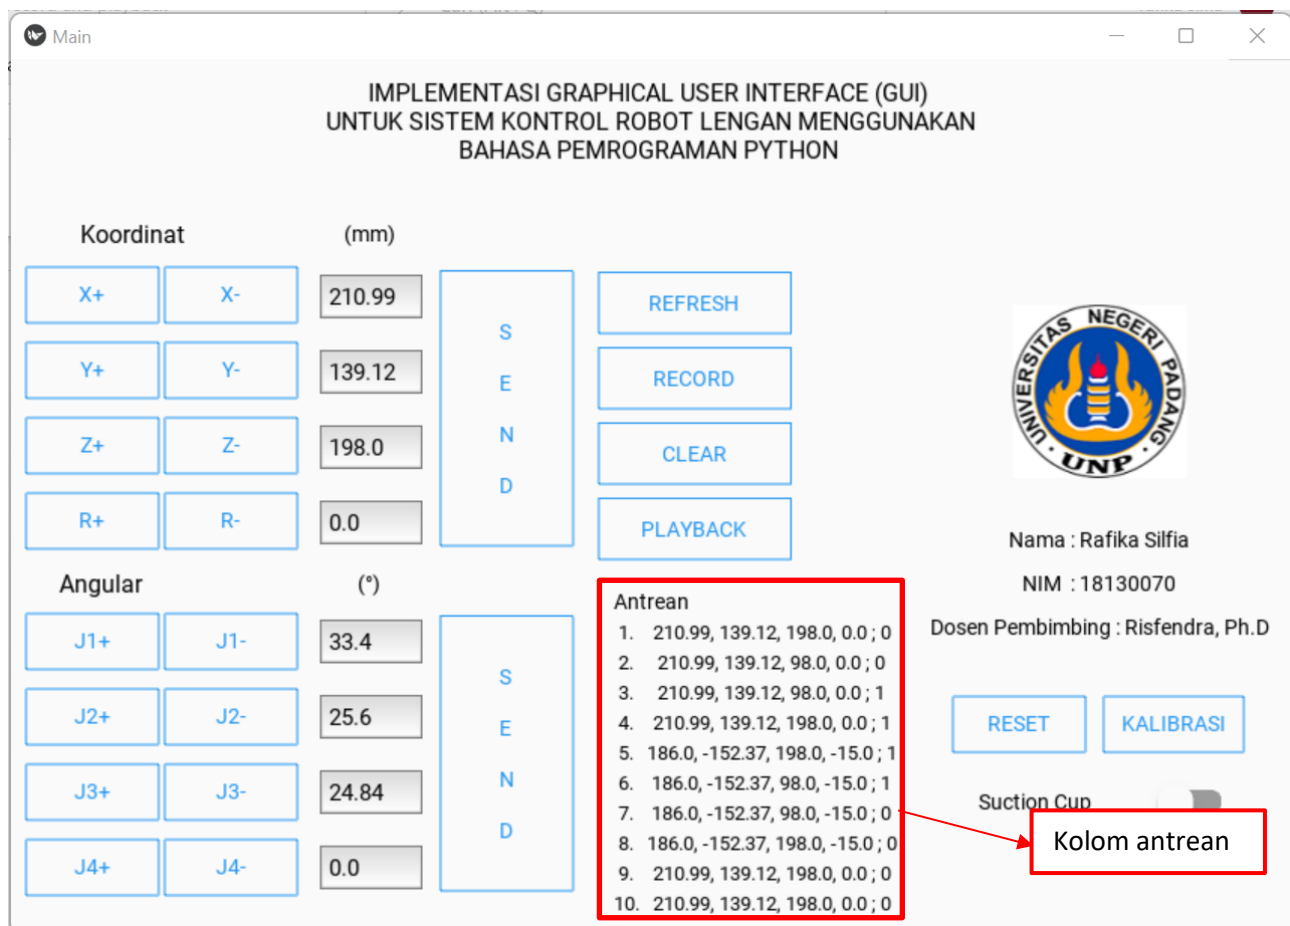 Main
IMPLEMENTASI GRAPHICAL USER INTERFACE (GUI)
UNTUK SISTEM KONTROL ROBOT LENGAN MENGGUNAKAN
BAHASA PEMROGRAMAN PYTHON
Koordinat (mm)
X+ X- 210.99
Y+ Y- 139.12
Z+ Z- 198.0
R+ R- 0.0
S
E
N
D
REFRESH
RECORD
CLEAR
PLAYBACK
Angular (°)
J1+ J1- 33.4
J2+ J2- 25.6
J3+ J3- 24.84
J4+ J4- 0.0
S
E
N
D
Antrean
1. 210.99, 139.12, 198.0, 0.0 ; 0
2. 210.99, 139.12, 98.0, 0.0 ; 0
3. 210.99, 139.12, 98.0, 0.0 ; 1
4. 210.99, 139.12, 198.0, 0.0 ; 1
5. 186.0, -152.37, 198.0, -15.0 ; 1
6. 186.0, -152.37, 98.0, -15.0 ; 1
7. 186.0, -152.37, 98.0, -15.0 ; 0
8. 186.0, -152.37, 198.0, -15.0 ; 0
9. 210.99, 139.12, 198.0, 0.0 ; 0
10. 210.99, 139.12, 198.0, 0.0 ; 0
UNIVERSITAS NEGERI PADANG
UNP
Nama : Rafika Silfia
NIM : 18130070
Dosen Pembimbing : Risfendra, Ph.D
RESET KALIBRASI
Suction Cup
Kolom antrean